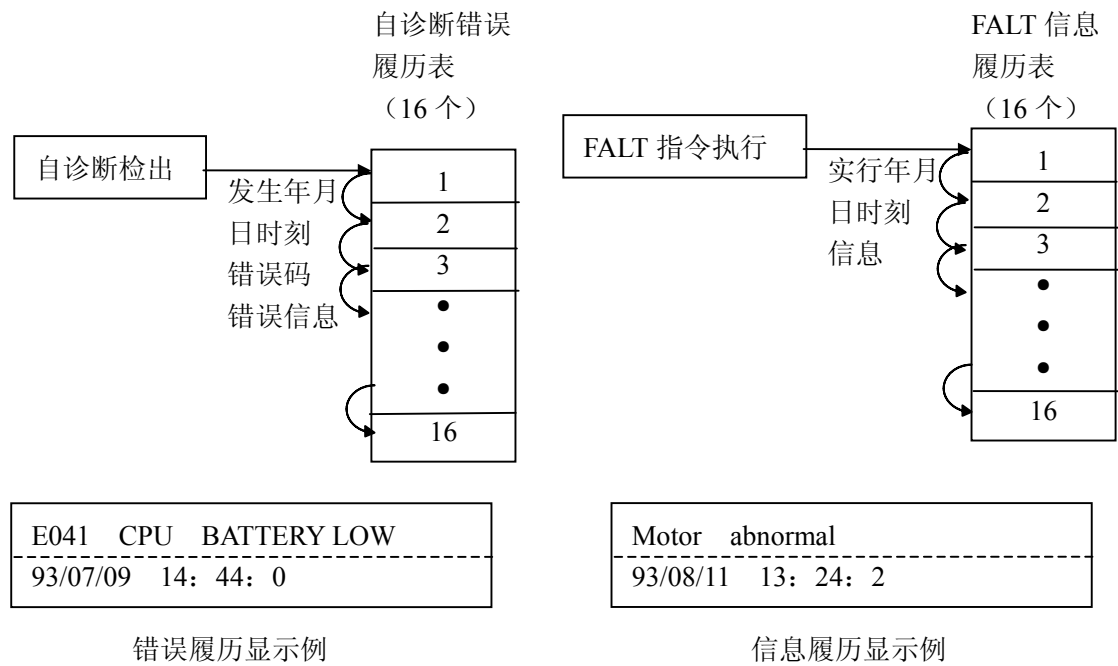 自诊断错误
履历表
（16 个）
自诊断检出
发生年月
日时刻
错误码
错误信息
1
2
3
16
E041 CPU BATTERY LOW
93/07/09 14：44：0
错误履历显示例
FALT 信息
履历表
（16 个）
FALT 指令执行
实行年月
日时刻
信息
1
2
3
16
Motor abnormal
93/08/11 13：24：2
信息履历显示例